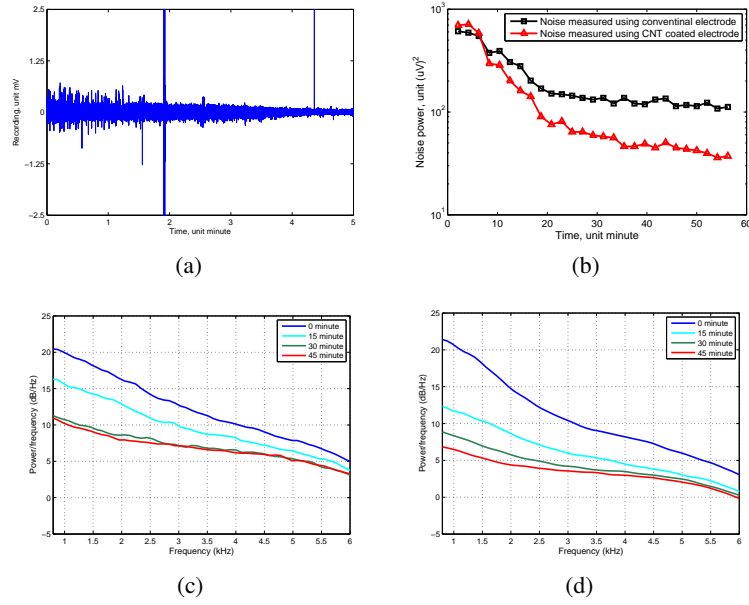 2.5
1.25
0
−1.25
−2.5
Recording, unit mV
0 1 2 3 4 5
Time, unit minute
(a)
10^3
10^2
10^1
Noise power, unit (uV)^2
Noise measured using conventinal electrode
Noise measured using CNT coated electrode
0 10 20 30 40 50 60
Time, unit minute
(b)
25
20
15
10
5
0
−5
Power/frequency (dB/Hz)
0 minute
15 minute
30 minute
45 minute
1 1.5 2 2.5 3 3.5 4 4.5 5 5.5 6
Frequency (kHz)
(c)
25
20
15
10
5
0
−5
Power/frequency (dB/Hz)
0 minute
15 minute
30 minute
45 minute
1 1.5 2 2.5 3 3.5 4 4.5 5 5.5 6
Frequency (kHz)
(d)